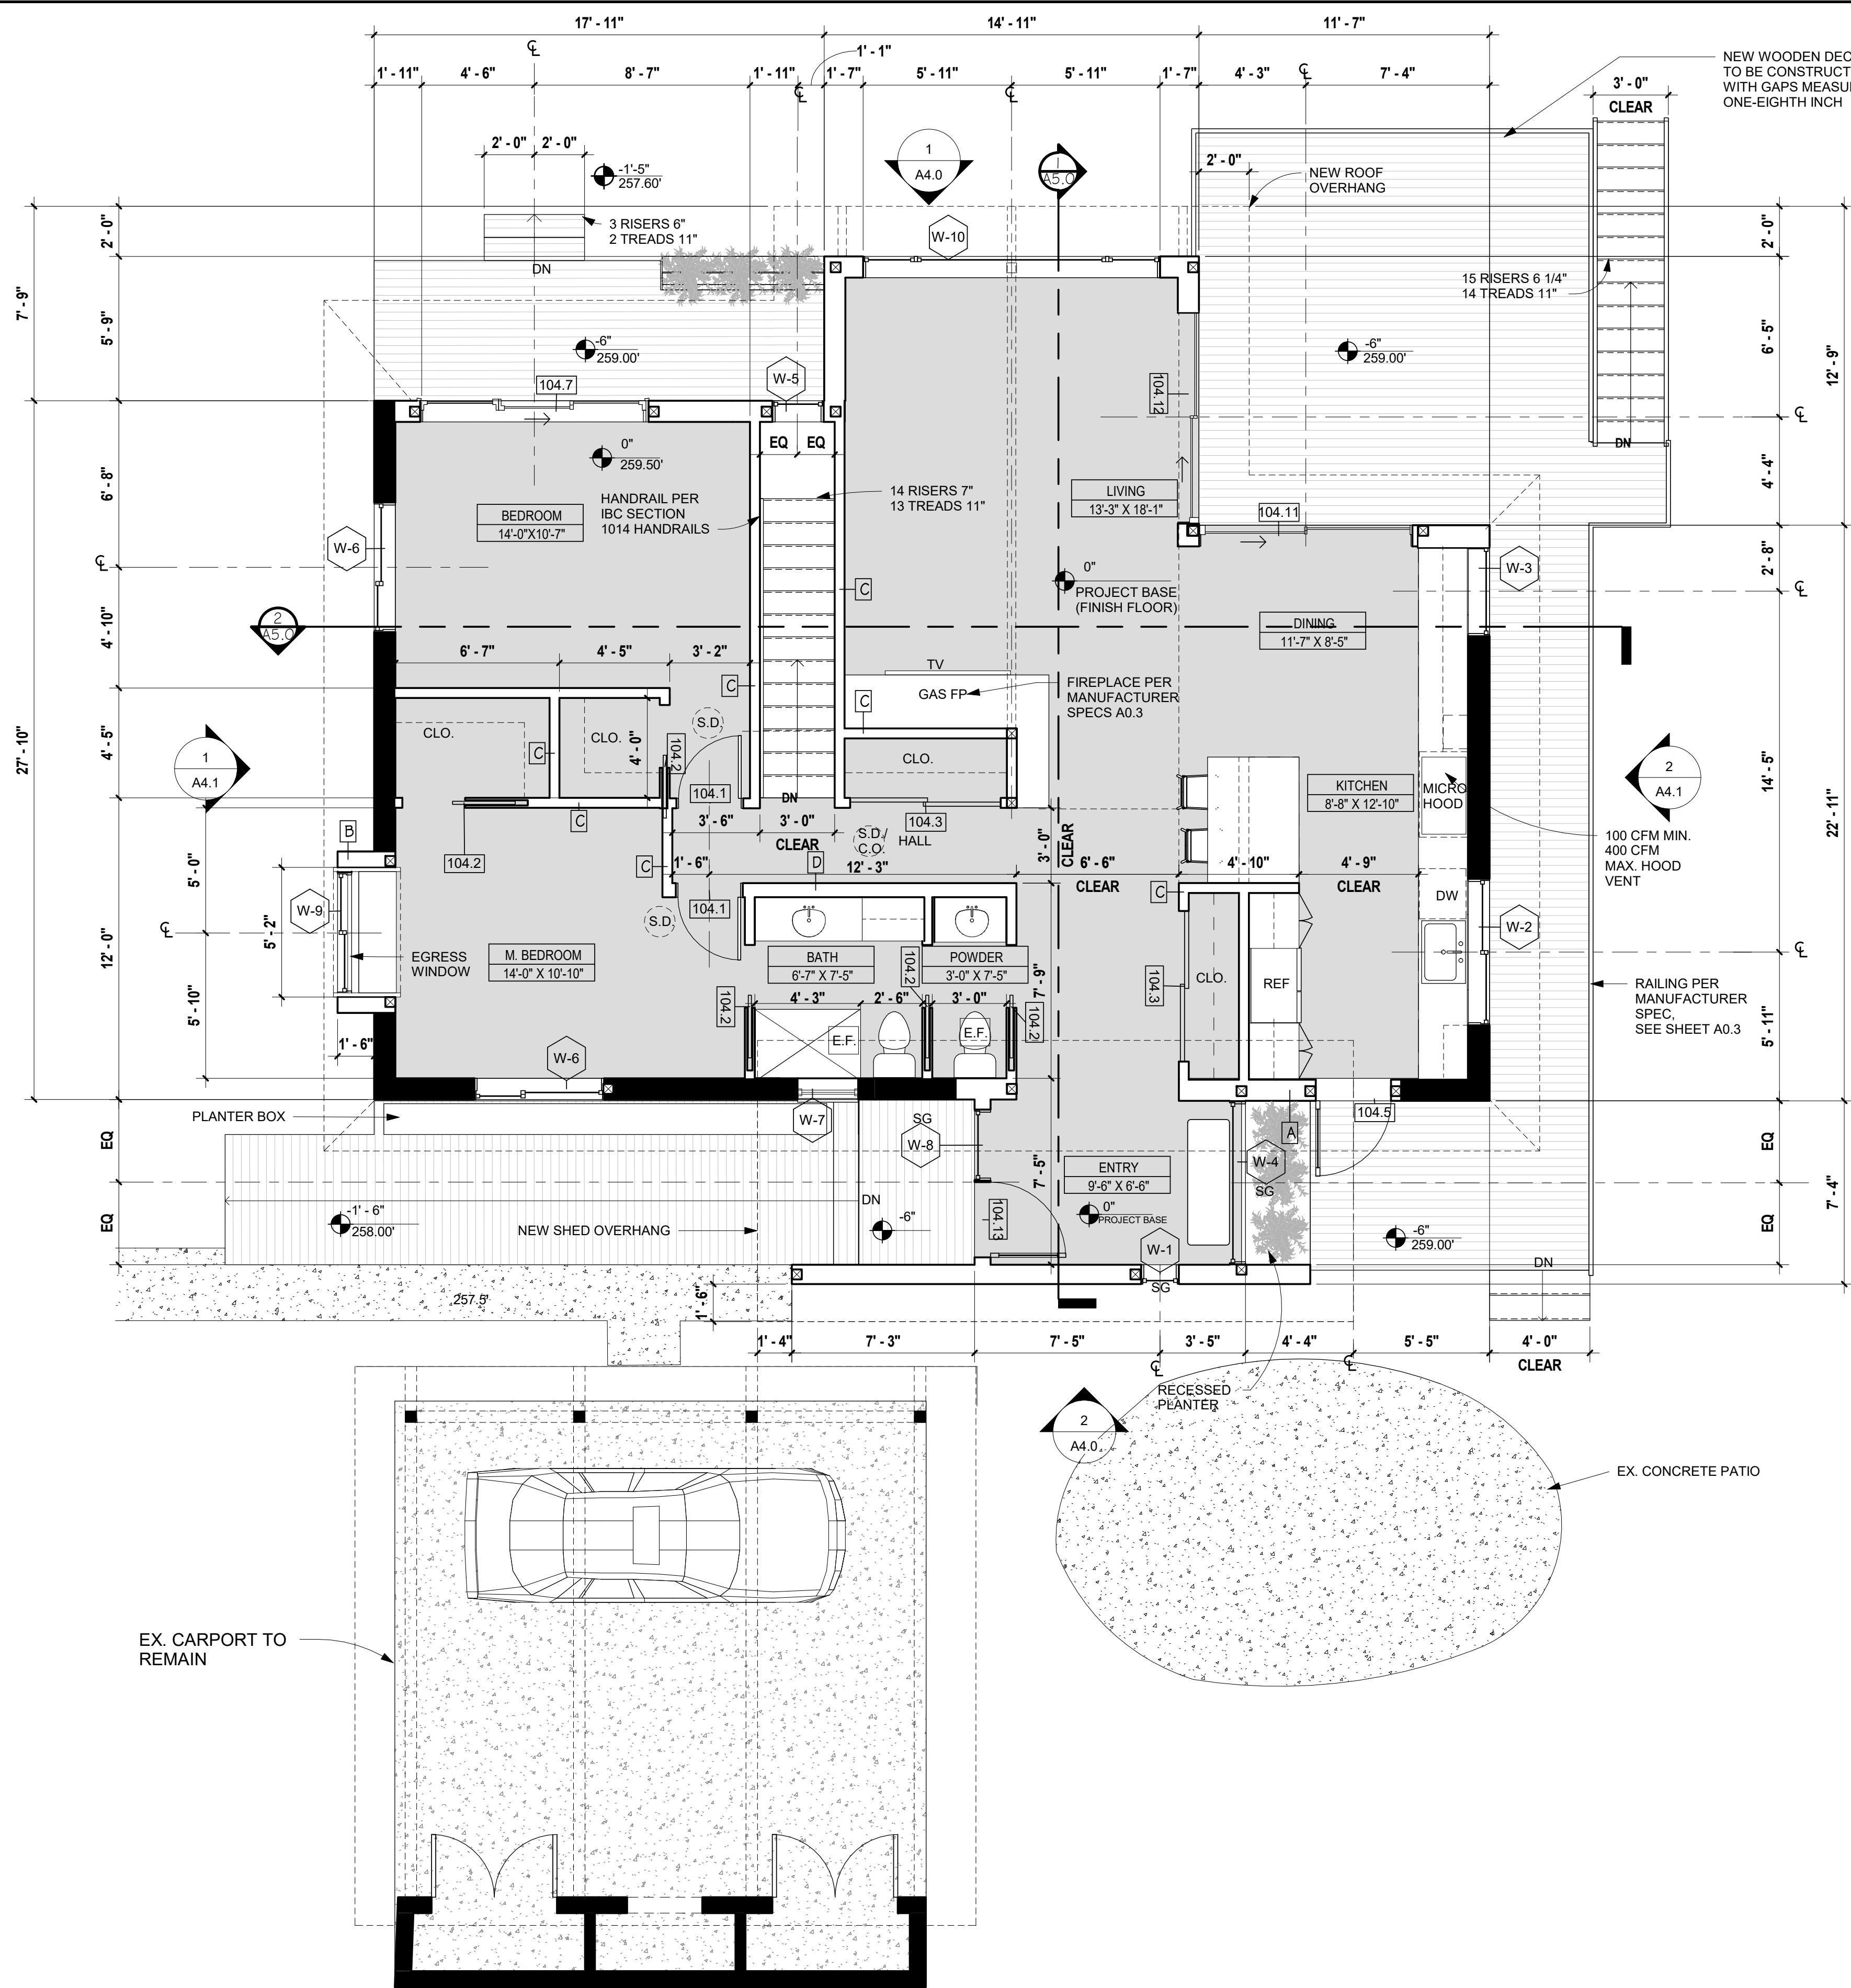 17' - 11"
14' - 11"
11' - 7"
1' - 11"
4' - 6"
8' - 7"
1' - 11"
1' - 1"
1' - 7"
5' - 11"
5' - 11"
1' - 7"
4' - 3"
7' - 4"
3' - 0"
CLEAR
NEW WOODEN DEC
TO BE CONSTRUCT
WITH GAPS MEASU
ONE-EIGHTH INCH
2' - 0"
2' - 0"
-1'-5"
257.60'
1
A4.0
A5.0
2' - 0"
NEW ROOF
OVERHANG
3 RISERS 6"
2 TREADS 11"
DN
W-10
15 RISERS 6 1/4"
14 TREADS 11"
2' - 0"
7' - 9"
5' - 9"
2' - 0"
6' - 5"
12' - 9"
4' - 4"
-6"
259.00'
-6"
259.00'
W-5
104.7
104.12
DN
EQ
EQ
0"
259.50'
HANDRAIL PER
IBC SECTION
1014 HANDRAILS
14 RISERS 7"
13 TREADS 11"
BEDROOM
14'-0"X10'-7"
LIVING
13'-3" X 18'-1"
104.11
6' - 8"
W-6
W-3
2' - 8"
C
0"
PROJECT BASE
(FINISH FLOOR)
2
A5.0
4' - 10"
DINING
11'-7" X 8'-5"
6' - 7"
4' - 5"
3' - 2"
C
TV
GAS FP
FIREPLACE PER
MANUFACTURER
SPECS A0.3
C
S.D.
CLO.
CLO.
4' - 0"
C
104.2
CLO.
27' - 10"
4' - 5"
1
A4.1
104.1
DN
KITCHEN
8'-8" X 12'-10"
MICRO
HOOD
2
A4.1
14' - 5"
22' - 11"
C
3' - 6"
3' - 0"
CLEAR
104.3
S.D./
C.O.
HALL
3' - 0"
CLEAR
100 CFM MIN.
400 CFM
MAX. HOOD
VENT
B
104.2
C
1' - 6"
D
12' - 3"
6' - 6"
CLEAR
4' - 10"
4' - 9"
CLEAR
5' - 0"
C
DW
W-9
5' - 2"
104.1
S.D
W-2
12' - 0"
EGRESS
WINDOW
M. BEDROOM
14'-0" X 10'-10"
BATH
6'-7" X 7'-5"
104.2
POWDER
3'-0" X 7'-5"
7' - 9"
104.3
CLO.
REF
RAILING PER
MANUFACTURER
SPEC,
SEE SHEET A0.3
5' - 10"
104.2
4' - 3"
2' - 6"
3' - 0"
104.2
E.F.
E.F.
5' - 11"
1' - 6"
W-6
PLANTER BOX
W-7
SG
W-8
A
104.5
EQ
EQ
W-4
SG
7' - 5"
ENTRY
9'-6" X 6'-6"
7' - 4"
-1' - 6"
258.00'
DN
NEW SHED OVERHANG
-6"
104.13
0"
PROJECT BASE
W-1
-6"
259.00'
EQ
EQ
DN
SG
257.5'
1' - 6"
1' - 4"
7' - 3"
7' - 5"
3' - 5"
4' - 4"
5' - 5"
4' - 0"
CLEAR
RECESSED
PLANTER
2
A4.0
EX. CONCRETE PATIO
EX. CARPORT TO
REMAIN